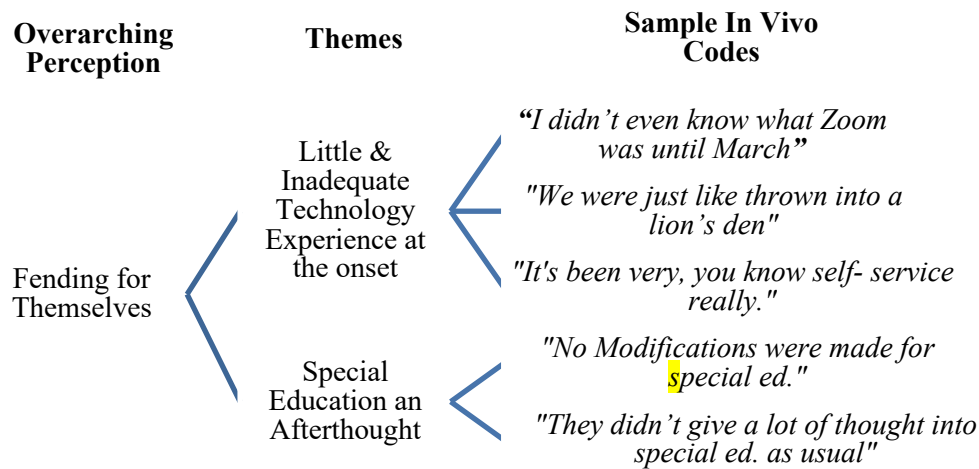 Overarching
Perception
Themes
Sample In Vivo
Codes
Fending for
Themselves
Little &
Inadequate
Technology
Experience at
the onset
“I didn’t even know what Zoom
was until March”
"We were just like thrown into a
lion’s den"
"It's been very, you know self- service
really."
Special
Education an
Afterthought
"No Modifications were made for
special ed."
"They didn’t give a lot of thought into
special ed. as usual"